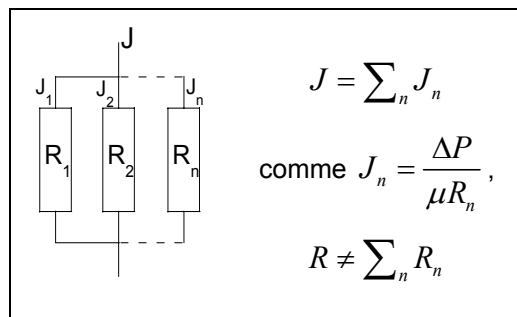 J
J₁ J₂ Jₙ
R₁ R₂ Rₙ
J = ∑ₙ Jₙ
comme Jₙ = ΔP / μRₙ ,
R ≠ ∑ₙ Rₙ